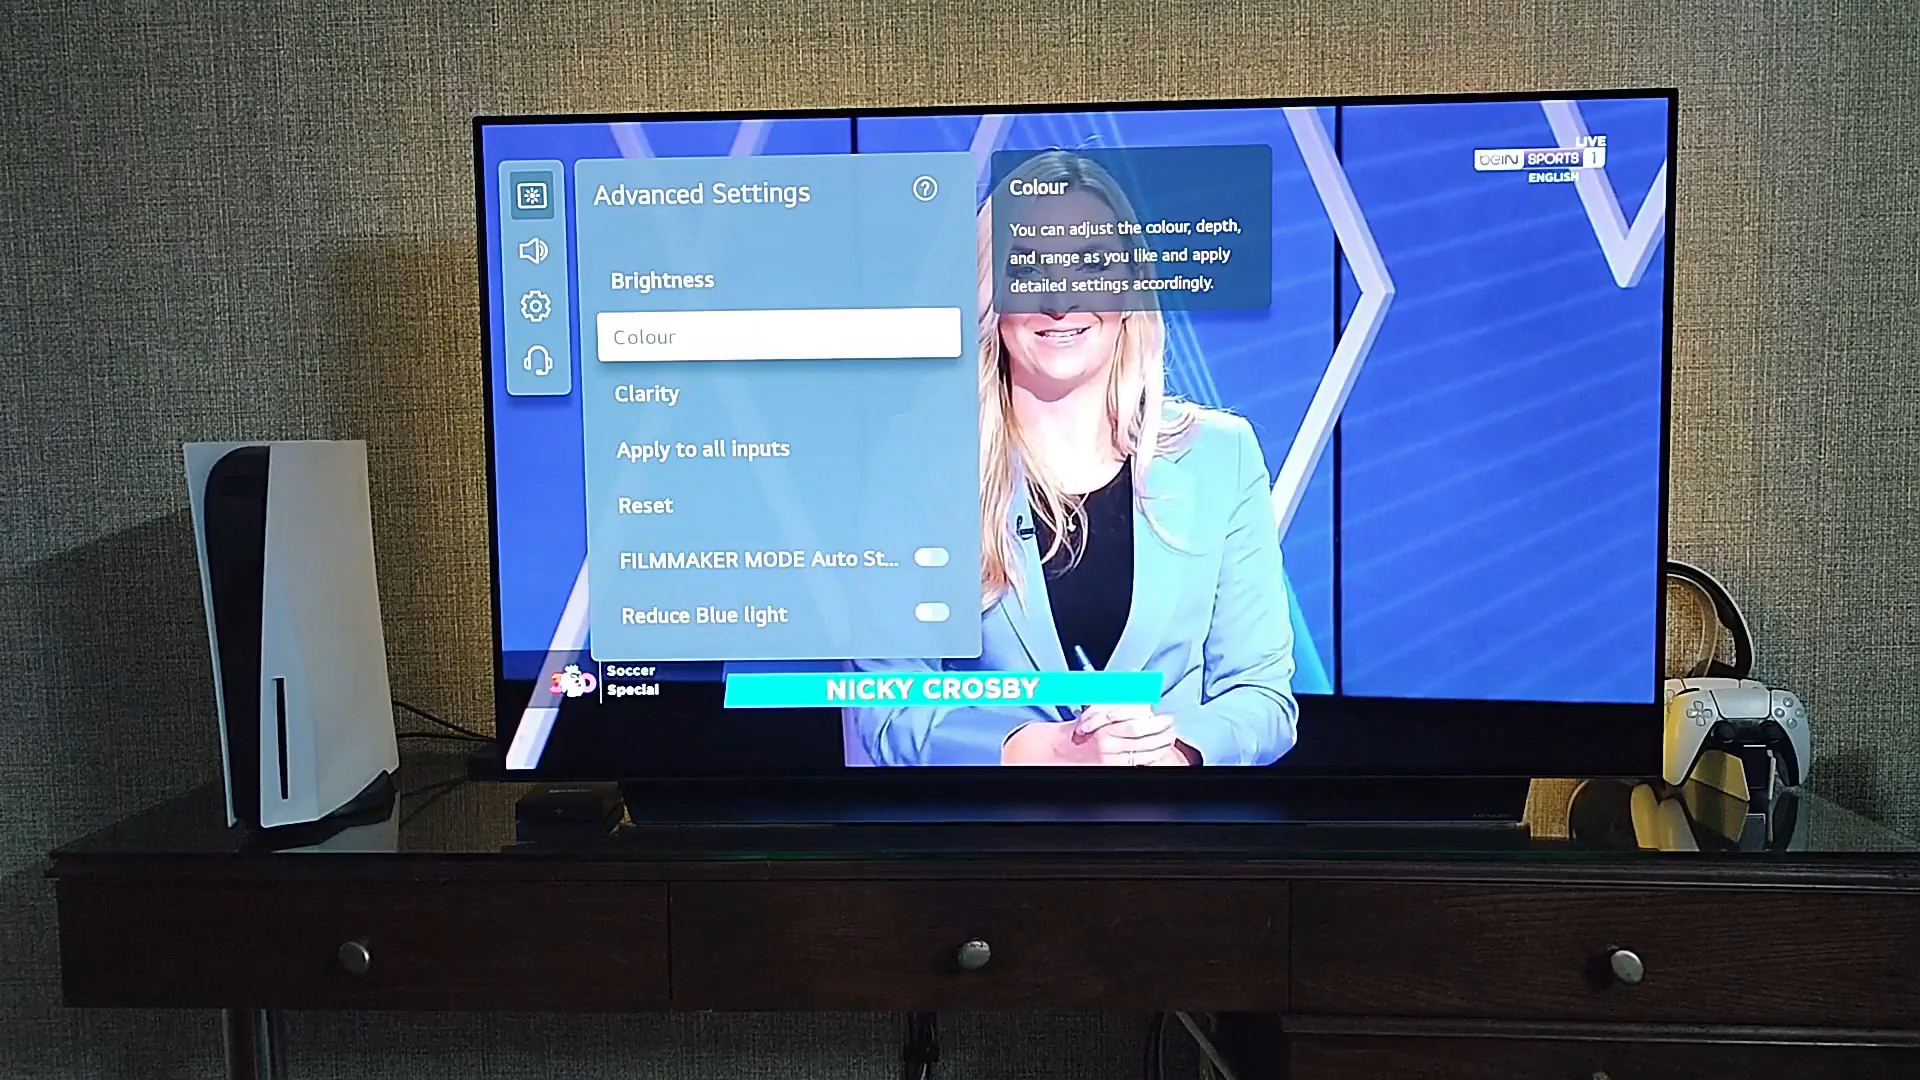 Advanced Settings
?
Brightness
Colour
Clarity
Apply to all inputs
Reset
FILMMAKER MODE Auto St...
Reduce Blue light
Colour
You can adjust the colour, depth,
and range as you like and apply
detailed settings accordingly.
LIVE
beIN SPORTS 1
ENGLISH
Soccer
Special
NICKY CROSBY